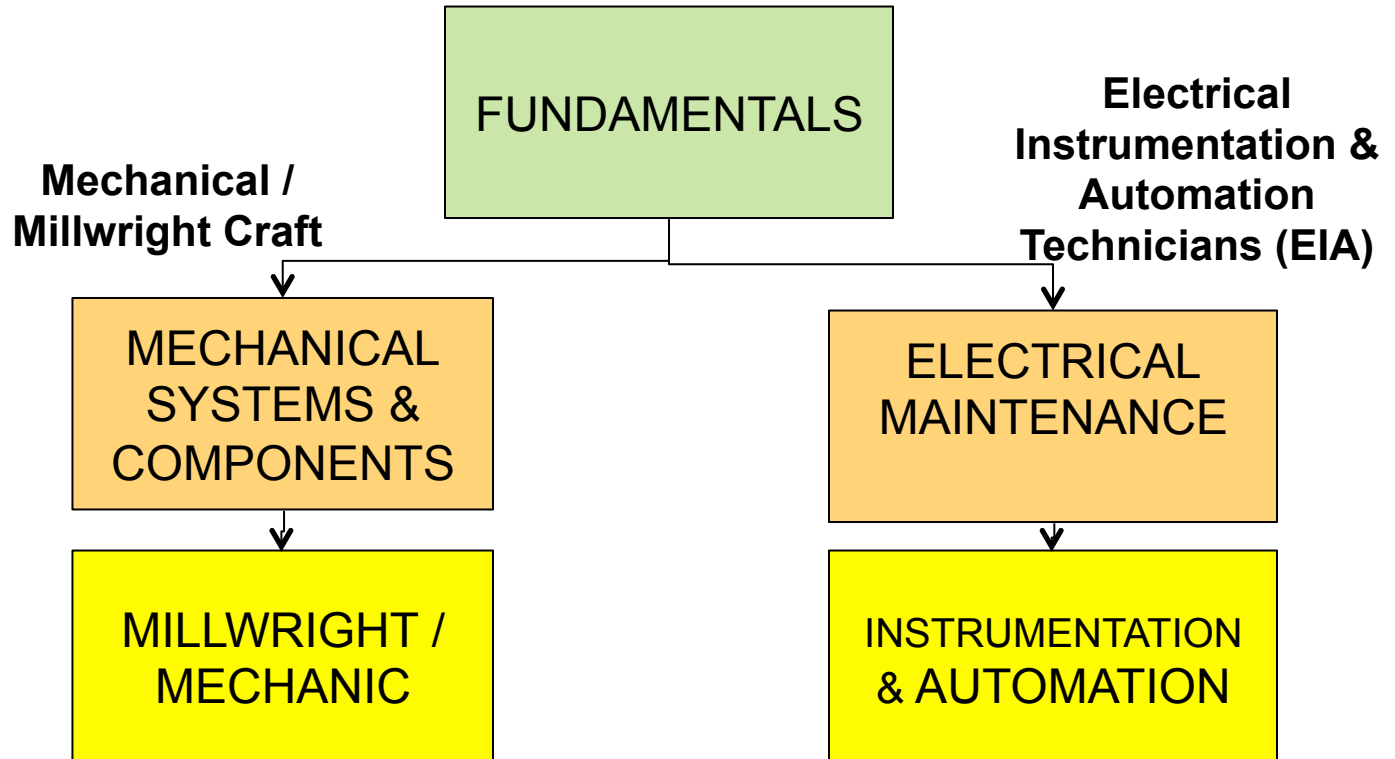 FUNDAMENTALS
Mechanical /
Millwright Craft
Electrical
Instrumentation &
Automation
Technicians (EIA)
MECHANICAL
SYSTEMS &
COMPONENTS
ELECTRICAL
MAINTENANCE
MILLWRIGHT /
MECHANIC
INSTRUMENTATION
& AUTOMATION